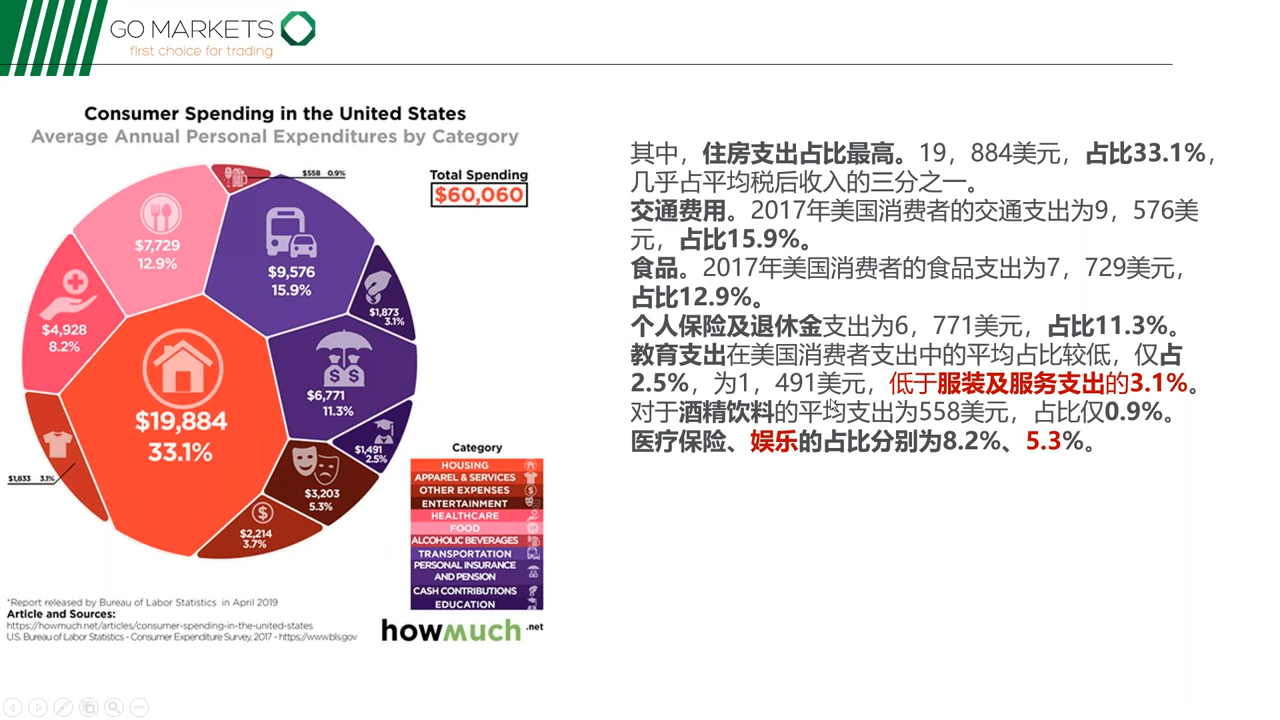 GO MARKETS
first choice for trading
Consumer Spending in the United States
Average Annual Personal Expenditures by Category
Total Spending
$60,060
$558 0.9%
$7,729
12.9%
$9,576
15.9%
$1,873
3.1%
$4,928
8.2%
$6,771
11.3%
$19,884
33.1%
$1,491
2.5%
$1,833 3.1%
$3,203
5.3%
$2,214
3.7%
Category
HOUSING
APPAREL & SERVICES
OTHER EXPENSES
ENTERTAINMENT
HEALTHCARE
FOOD
ALCOHOLIC BEVERAGES
TRANSPORTATION
PERSONAL INSURANCE
AND PENSION
CASH CONTRIBUTIONS
EDUCATION
*Report released by Bureau of Labor Statistics in April 2019
Article and Sources:
https://howmuch.net/articles/consumer-spending-in-the-united-states
U.S. Bureau of Labor Statistics - Consumer Expenditure Survey, 2017 - https://www.bls.gov
howmuch.net
其中，住房支出占比最高。19，884美元，占比33.1%，
几乎占平均税后收入的三分之一。
交通费用。2017年美国消费者的交通支出为9，576美
元，占比15.9%。
食品。2017年美国消费者的食品支出为7，729美元，
占比12.9%。
个人保险及退休金支出为6，771美元，占比11.3%。
教育支出在美国消费者支出中的平均占比较低，仅占
2.5%，为1，491美元，低于服装及服务支出的3.1%。
对于酒精饮料的平均支出为558美元，占比仅0.9%。
医疗保险、娱乐的占比分别为8.2%、5.3%。